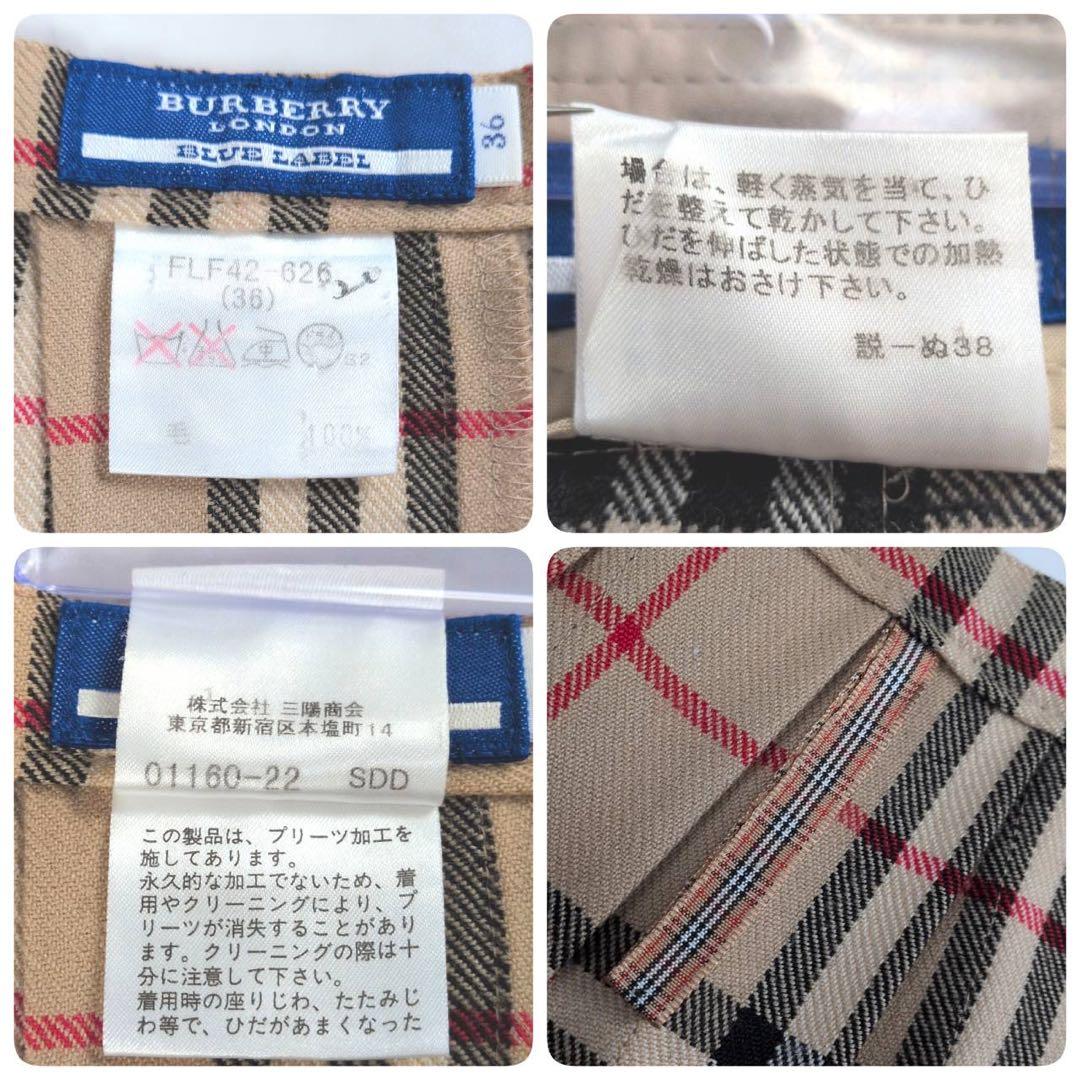 BURBERRY
LONDON
BLUE LABEL
36
FLF42-626
(36)
毛 100%
場合は、軽く蒸気を当て、ひ
だを整えて乾かして下さい。
ひだを伸ばした状態での加熱
乾燥はおさけ下さい。
説一ぬ38
株式会社 三陽商会
東京都新宿区本塩町14
01160-22 SDD
この製品は、プリーツ加工を
施してあります。
永久的な加工でないため、着
用やクリーニングにより、プ
リーツが消失することがあり
ます。クリーニングの際は十
分に注意して下さい。
着用時の座りじわ、たたみじ
わ等で、ひだがあまくなった